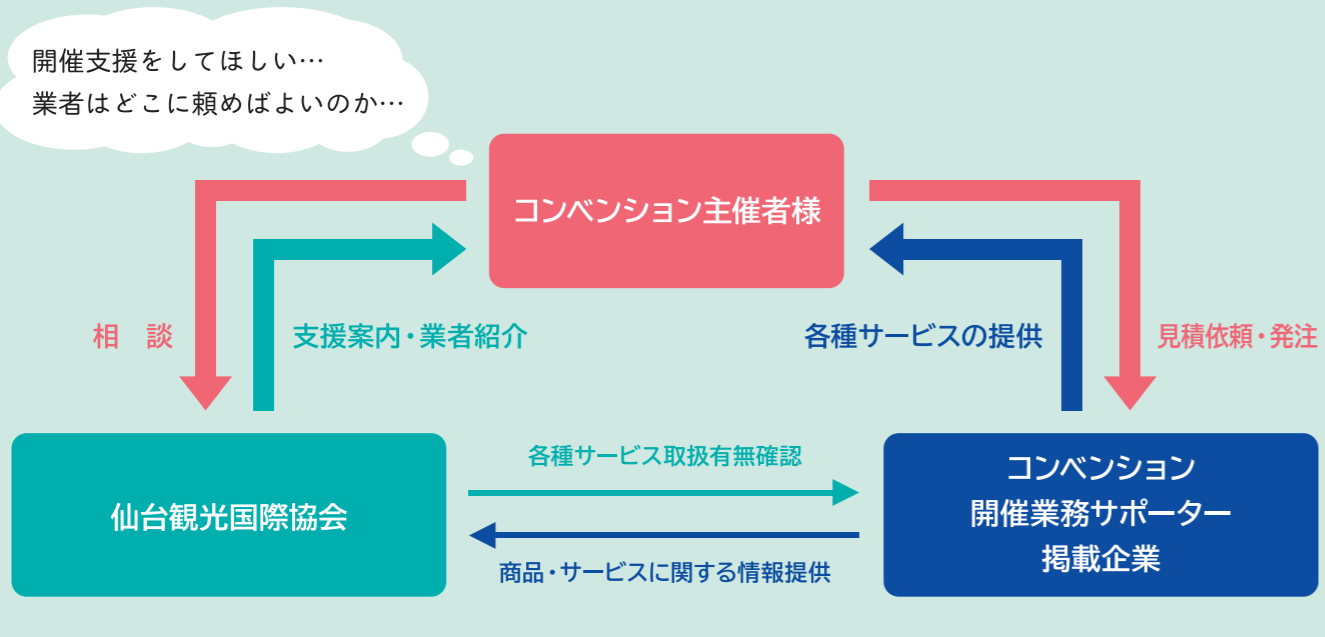 開催支援をしてほしい…
業者はどこに頼めばよいのか…
コンベンション主催者様
相　談
支援案内・業者紹介
各種サービスの提供
見積依頼・発注
仙台観光国際協会
各種サービス取扱有無確認
商品・サービスに関する情報提供
コンベンション
開催業務サポーター
掲載企業